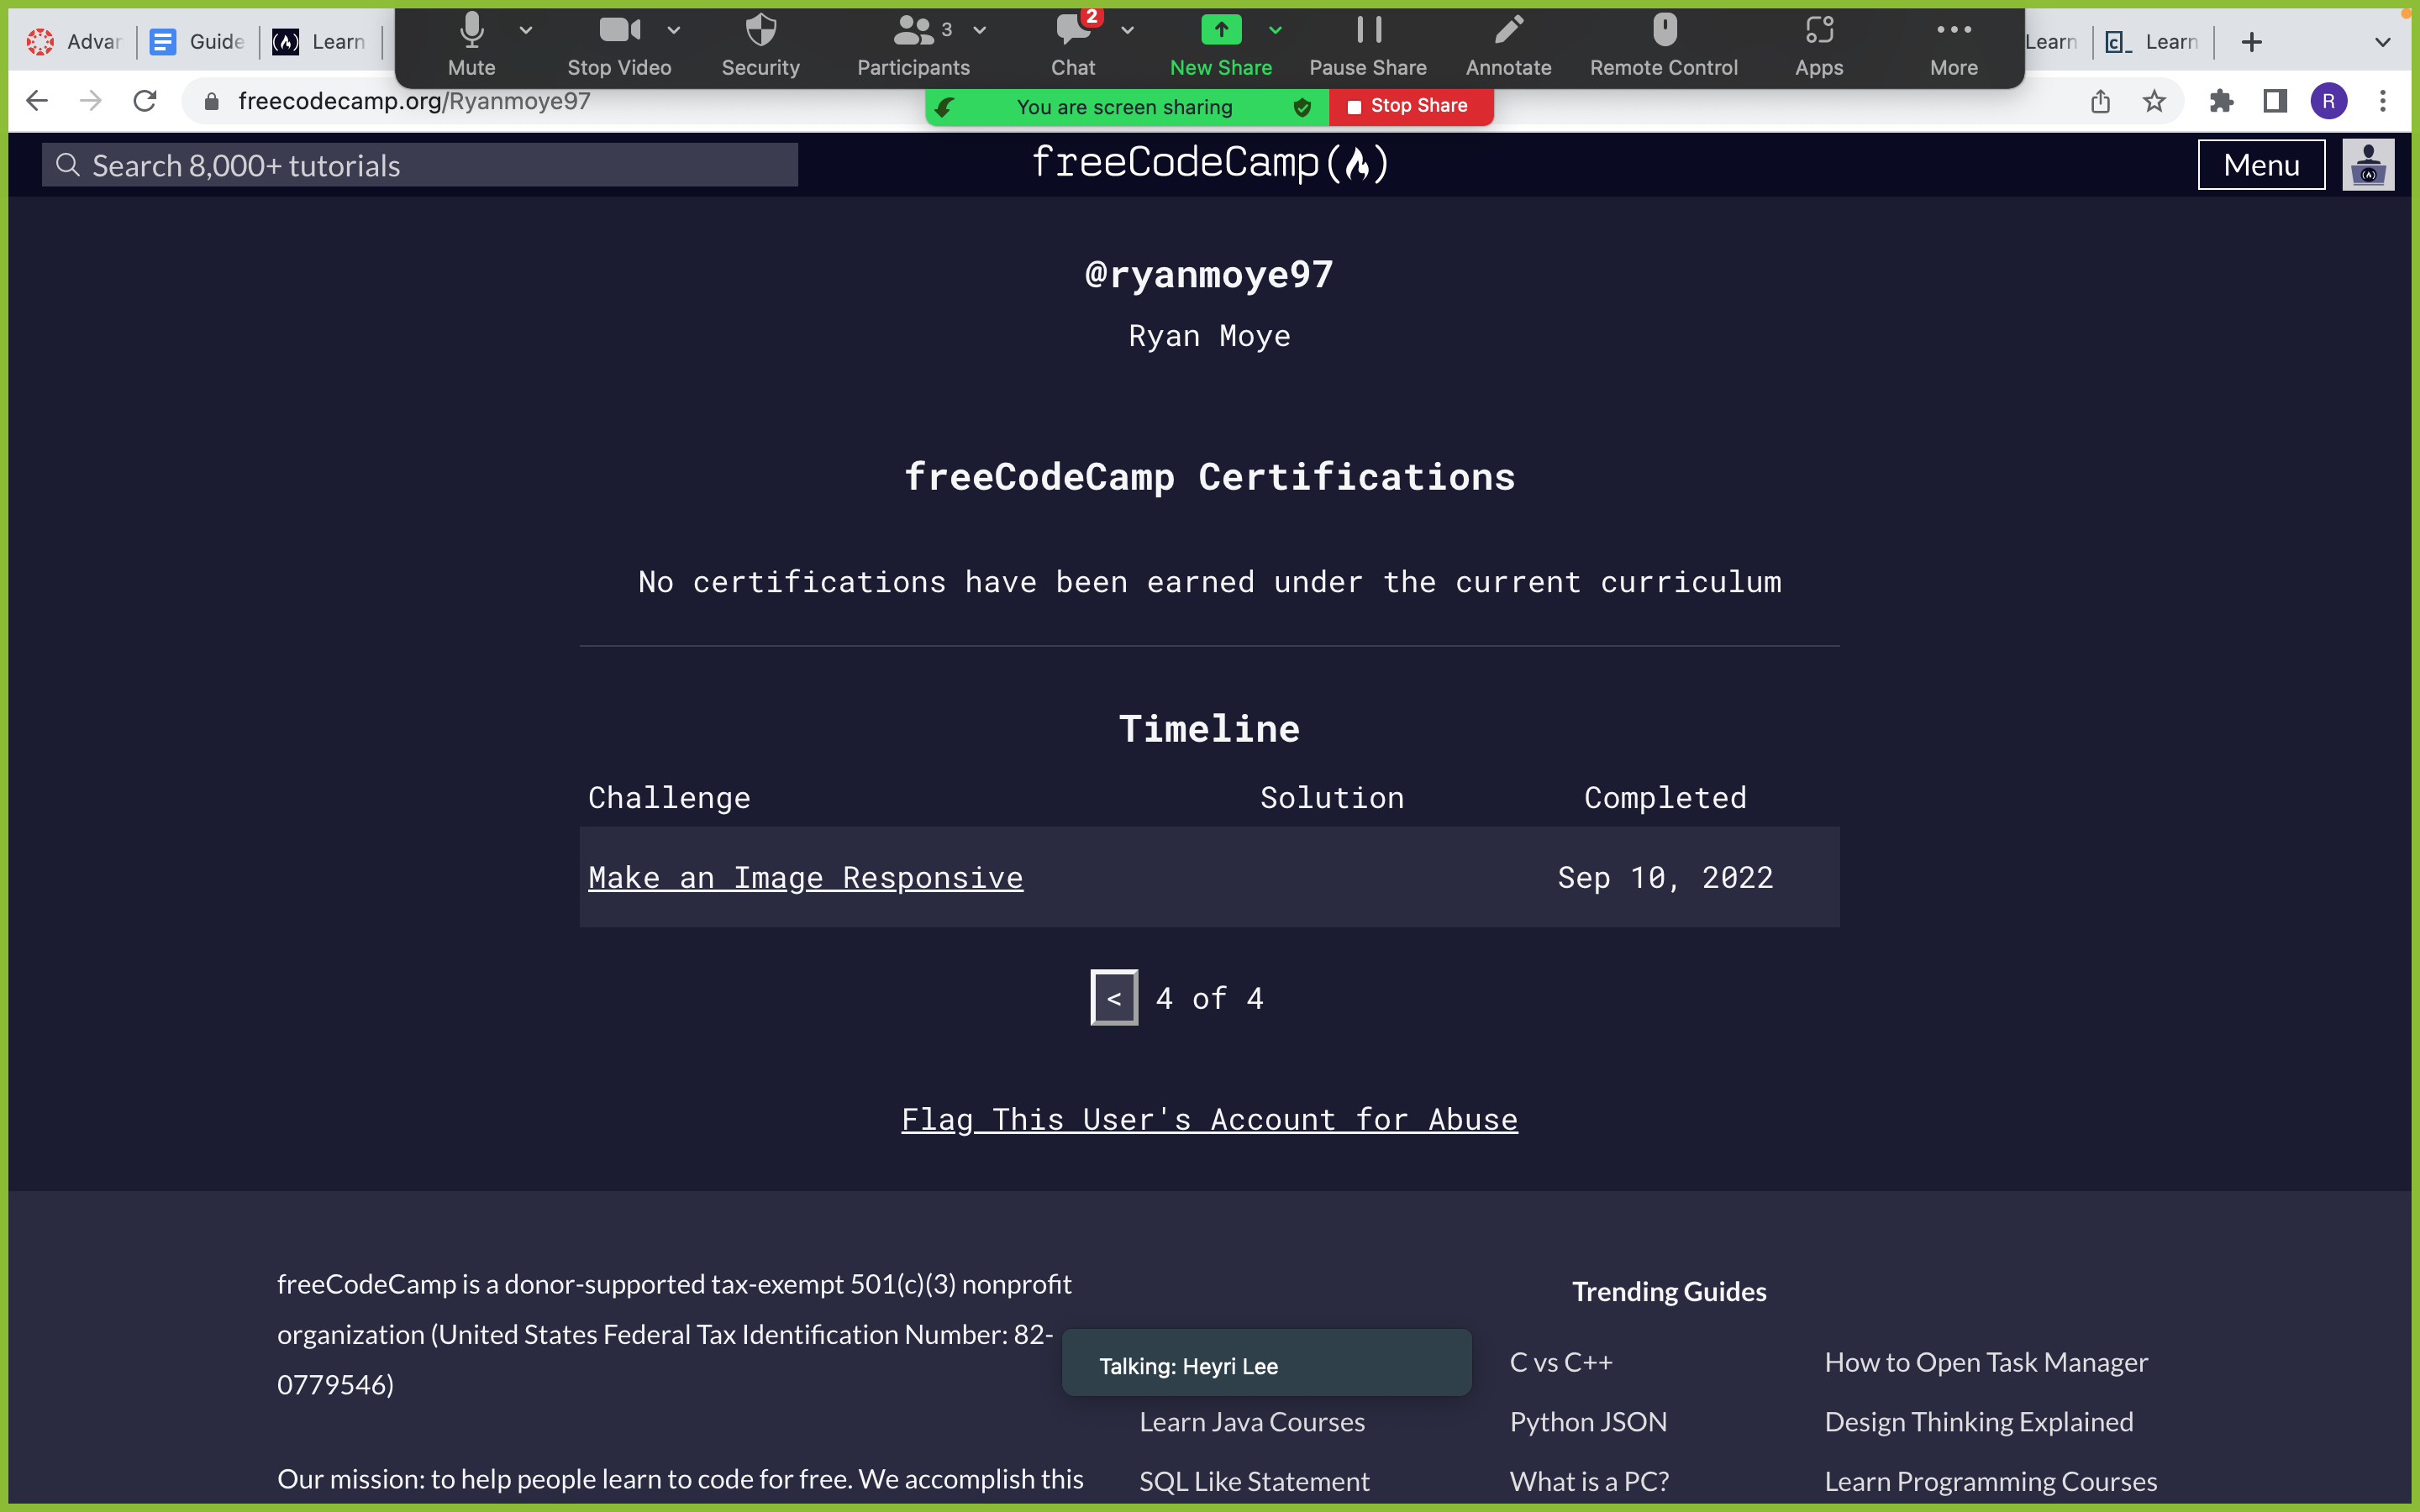 Advar
Guide
Learn
Mute
Stop Video
Security
3
Participants
2
Chat
New Share
Pause Share
Annotate
Remote Control
Apps
More
Learn
Learn
freecodecamp.org/Ryanmoye97
You are screen sharing
Stop Share
R
Search 8,000+ tutorials
freeCodeCamp
Menu
@ryanmoye97
Ryan Moye
freeCodeCamp Certifications
No certifications have been earned under the current curriculum
Timeline
Challenge Solution Completed
Make an Image Responsive Sep 10, 2022
< 4 of 4
Flag This User's Account for Abuse
freeCodeCamp is a donor-supported tax-exempt 501(c)(3) nonprofit
organization (United States Federal Tax Identification Number: 82-
0779546)
Our mission: to help people learn to code for free. We accomplish this
Talking: Heyri Lee
Trending Guides
Learn Java Courses
SQL Like Statement
C vs C++
Python JSON
What is a PC?
How to Open Task Manager
Design Thinking Explained
Learn Programming Courses